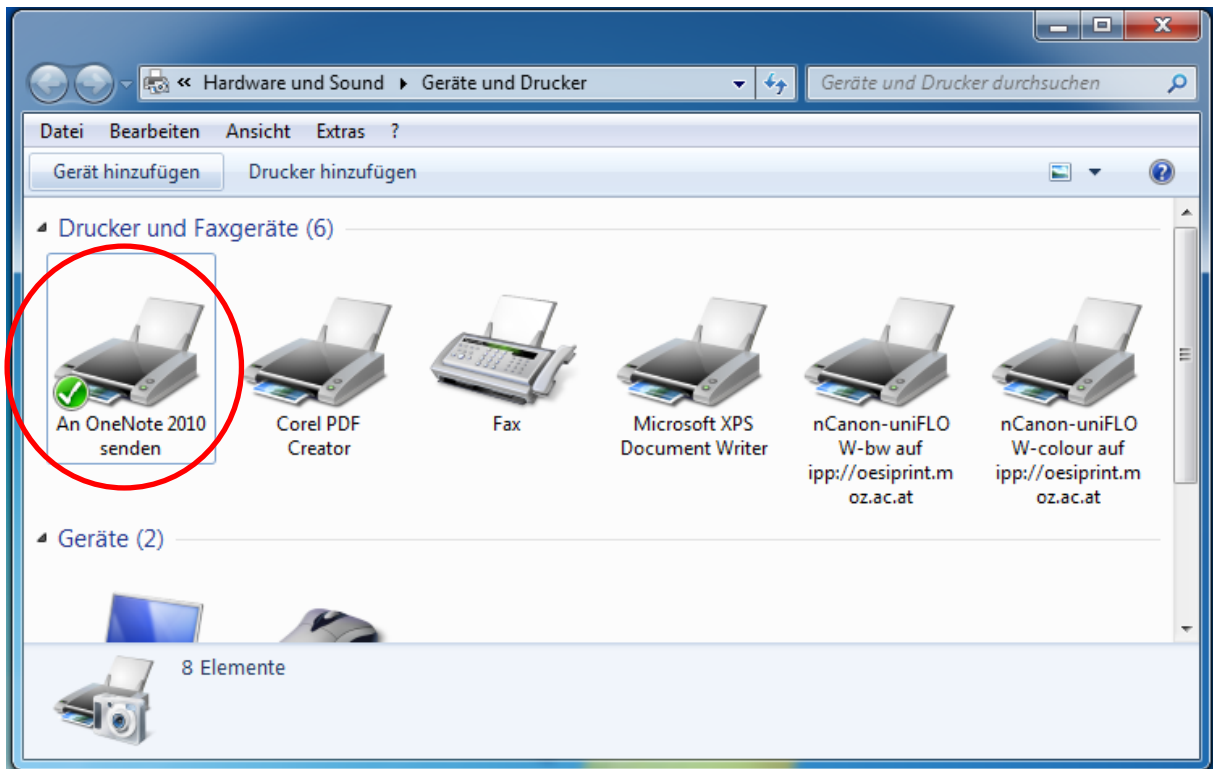 « Hardware und Sound ▸ Geräte und Drucker
Geräte und Drucker durchsuchen
Datei Bearbeiten Ansicht Extras ?
Gerät hinzufügen Drucker hinzufügen
Drucker und Faxgeräte (6)
An OneNote 2010
senden
Corel PDF
Creator
Fax
Microsoft XPS
Document Writer
nCanon-uniFLO
W-bw auf
ipp://oesiprint.m
oz.ac.at
nCanon-uniFLO
W-colour auf
ipp://oesiprint.m
oz.ac.at
Geräte (2)
8 Elemente